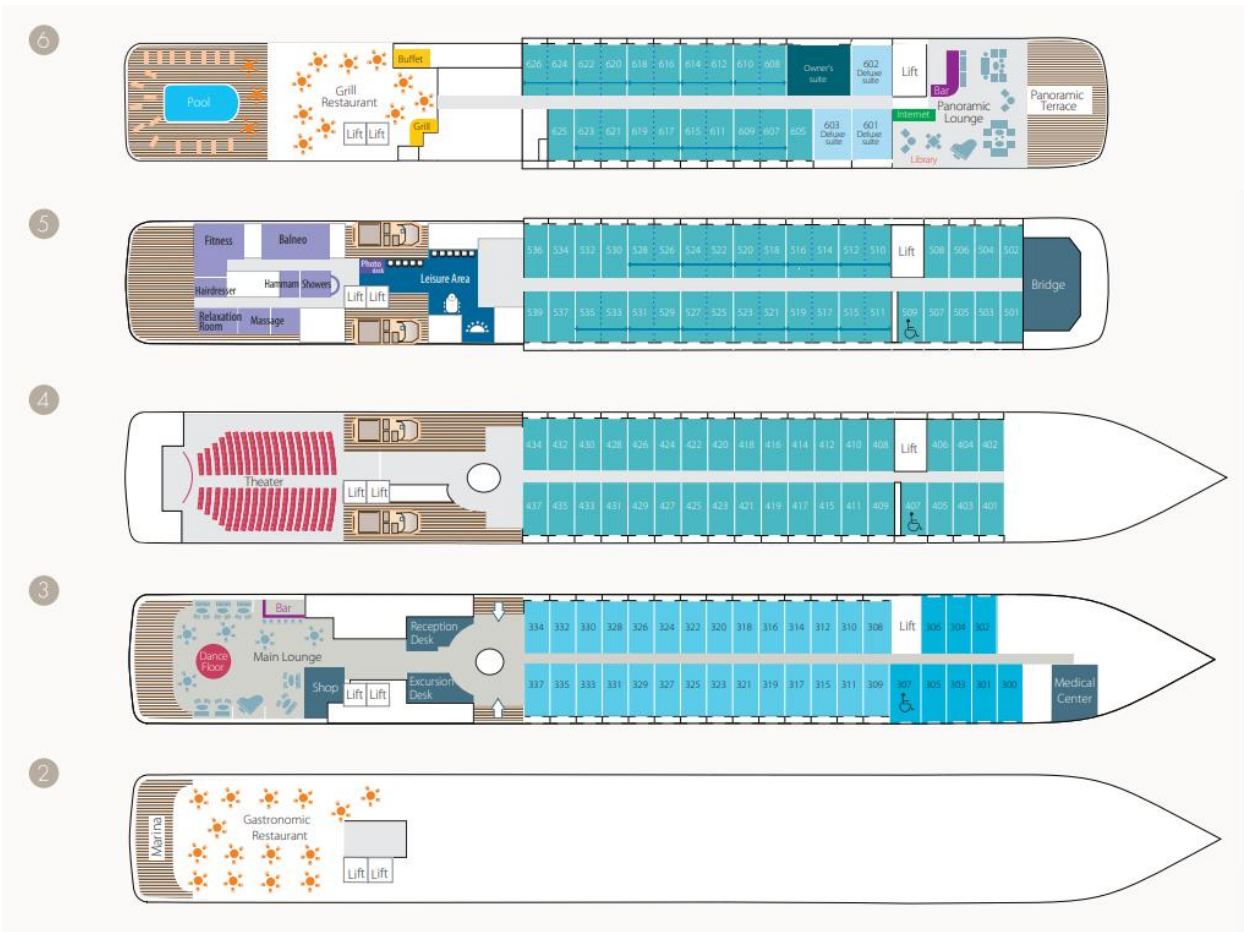 6
Pool
Grill
Restaurant
Buffet
Grill
Lift Lift
626 624 622 620 618 616 614 612 610 608
Owner's
suite
602
Deluxe
suite
Lift
Bar
Internet
Panoramic
Lounge
Library
Panoramic
Terrace
625 623 621 619 617 615 611 609 607 605
603
Deluxe
suite
601
Deluxe
suite
5
Fitness
Balneo
Hairdresser
Hammam
Showers
Relaxation
Room
Massage
Photo
desk
Lift Lift
Leisure Area
536 534 532 530 528 526 524 522 520 518 516 514 512 510 Lift 508 506 504 502
539 537 535 533 531 529 527 525 523 521 519 517 515 511 509 507 505 503 501
Bridge
4
Theater
Lift Lift
434 432 430 428 426 424 422 420 418 416 414 412 410 408 Lift 406 404 402
437 435 433 431 429 427 425 423 421 419 417 415 411 409 407 405 403 401
3
Bar
Dance
Floor
Main Lounge
Shop
Lift Lift
Reception
Desk
Excursion
Desk
334 332 330 328 326 324 322 320 318 316 314 312 310 308 Lift 306 304 302
337 335 333 331 329 327 325 323 321 319 317 315 311 309 307 305 303 301 300
Medical
Center
2
Marina
Gastronomic
Restaurant
Lift Lift